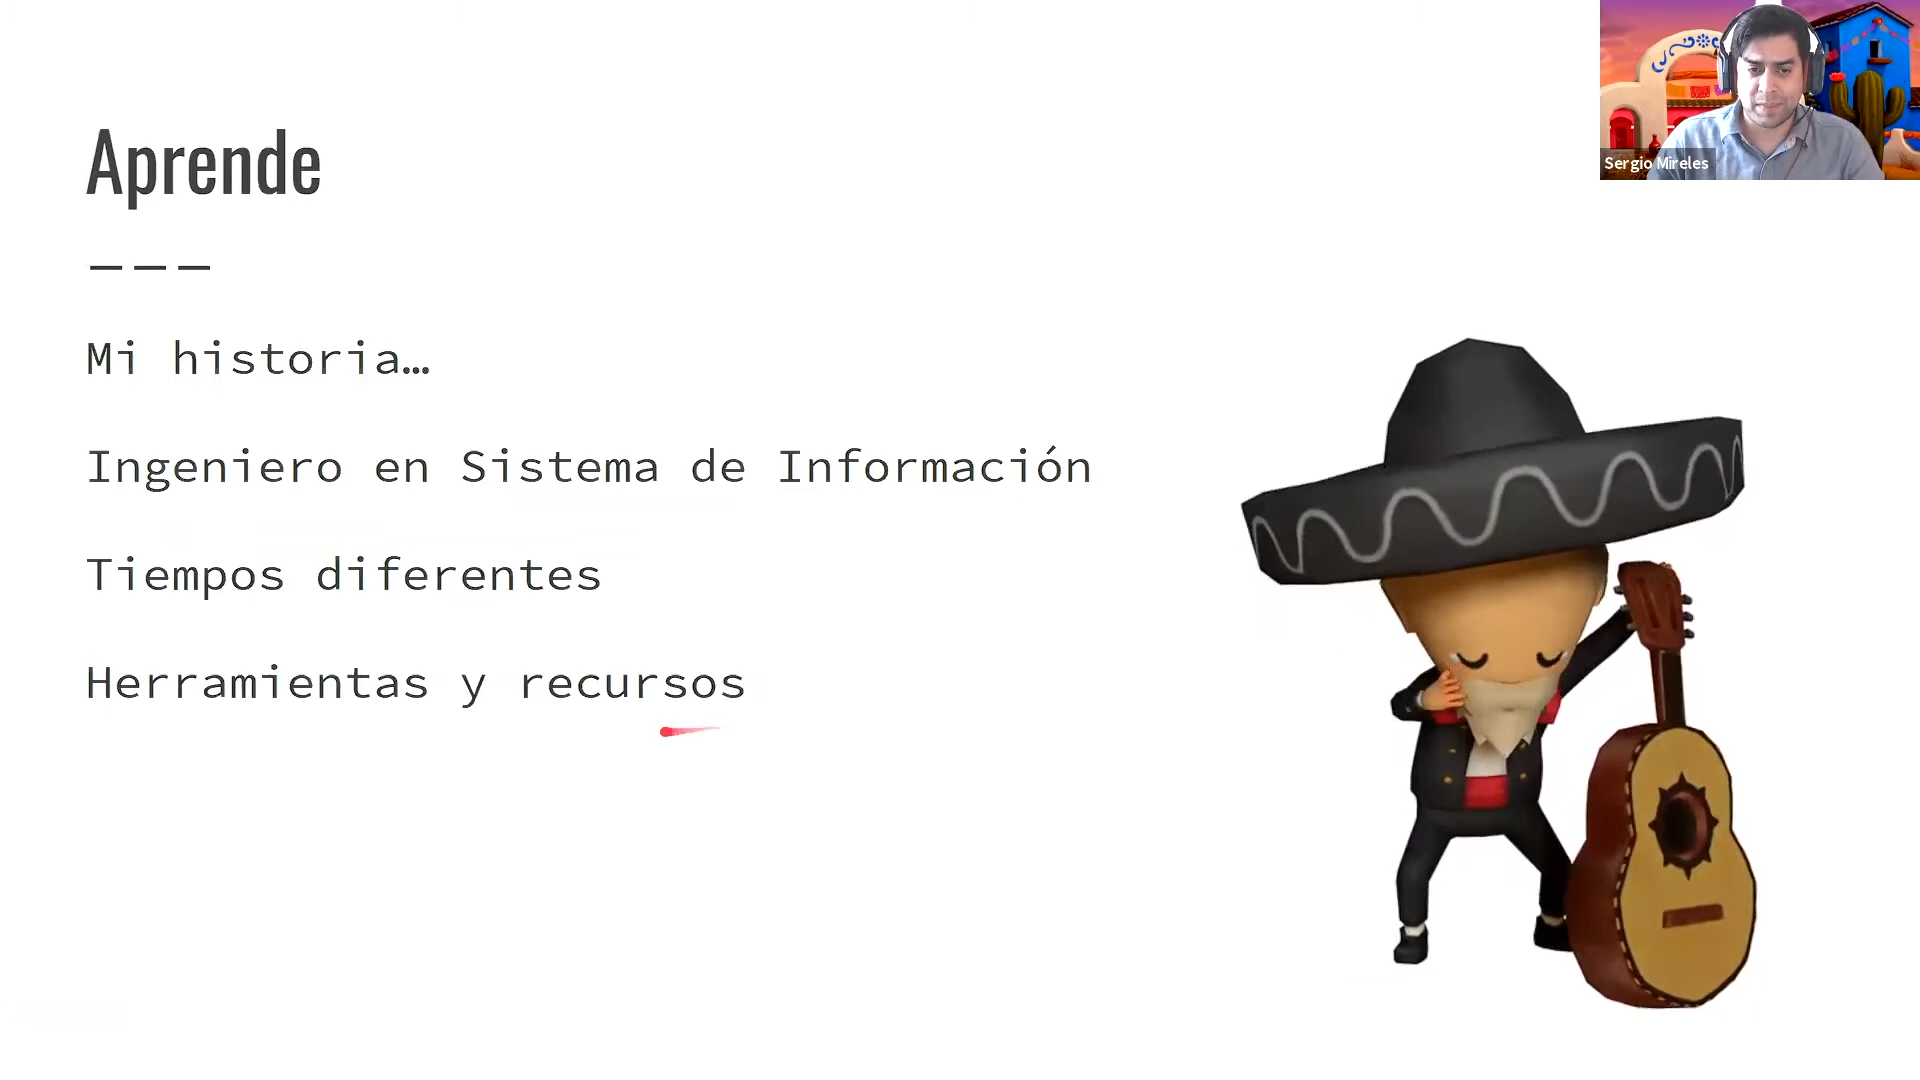 Aprende
Mi historia…
Ingeniero en Sistema de Información
Tiempos diferentes
Herramientas y recursos
Sergio Mireles